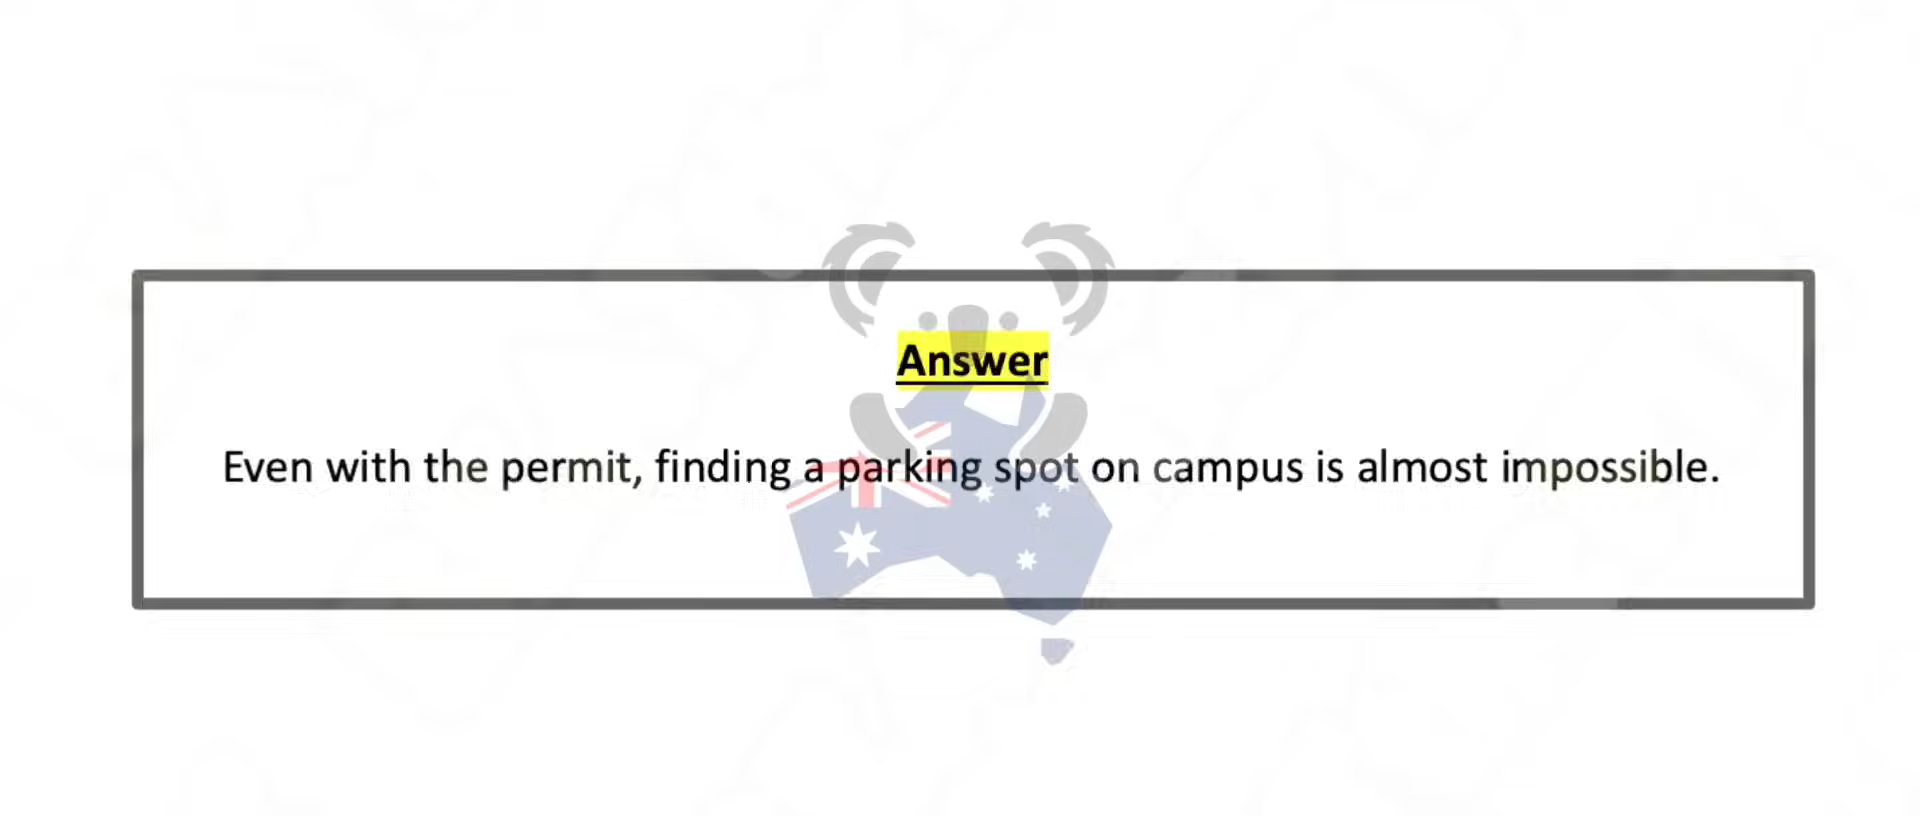 Answer
Even with the permit, finding a parking spot on campus is almost impossible.